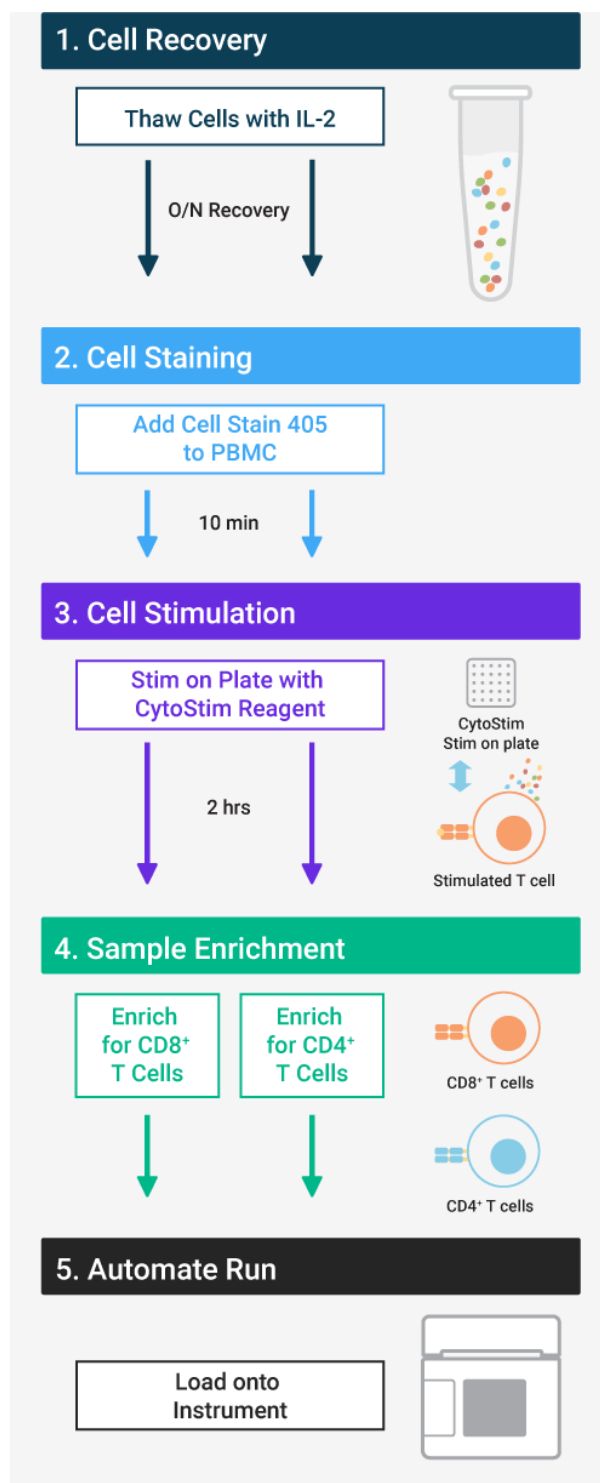 1. Cell Recovery
Thaw Cells with IL-2
O/N Recovery
2. Cell Staining
Add Cell Stain 405
to PBMC
10 min
3. Cell Stimulation
Stim on Plate with
CytoStim Reagent
CytoStim
Stim on plate
2 hrs
Stimulated T cell
4. Sample Enrichment
Enrich
for CD8⁺
T Cells
Enrich
for CD4⁺
T Cells
CD8⁺ T cells
CD4⁺ T cells
5. Automate Run
Load onto
Instrument